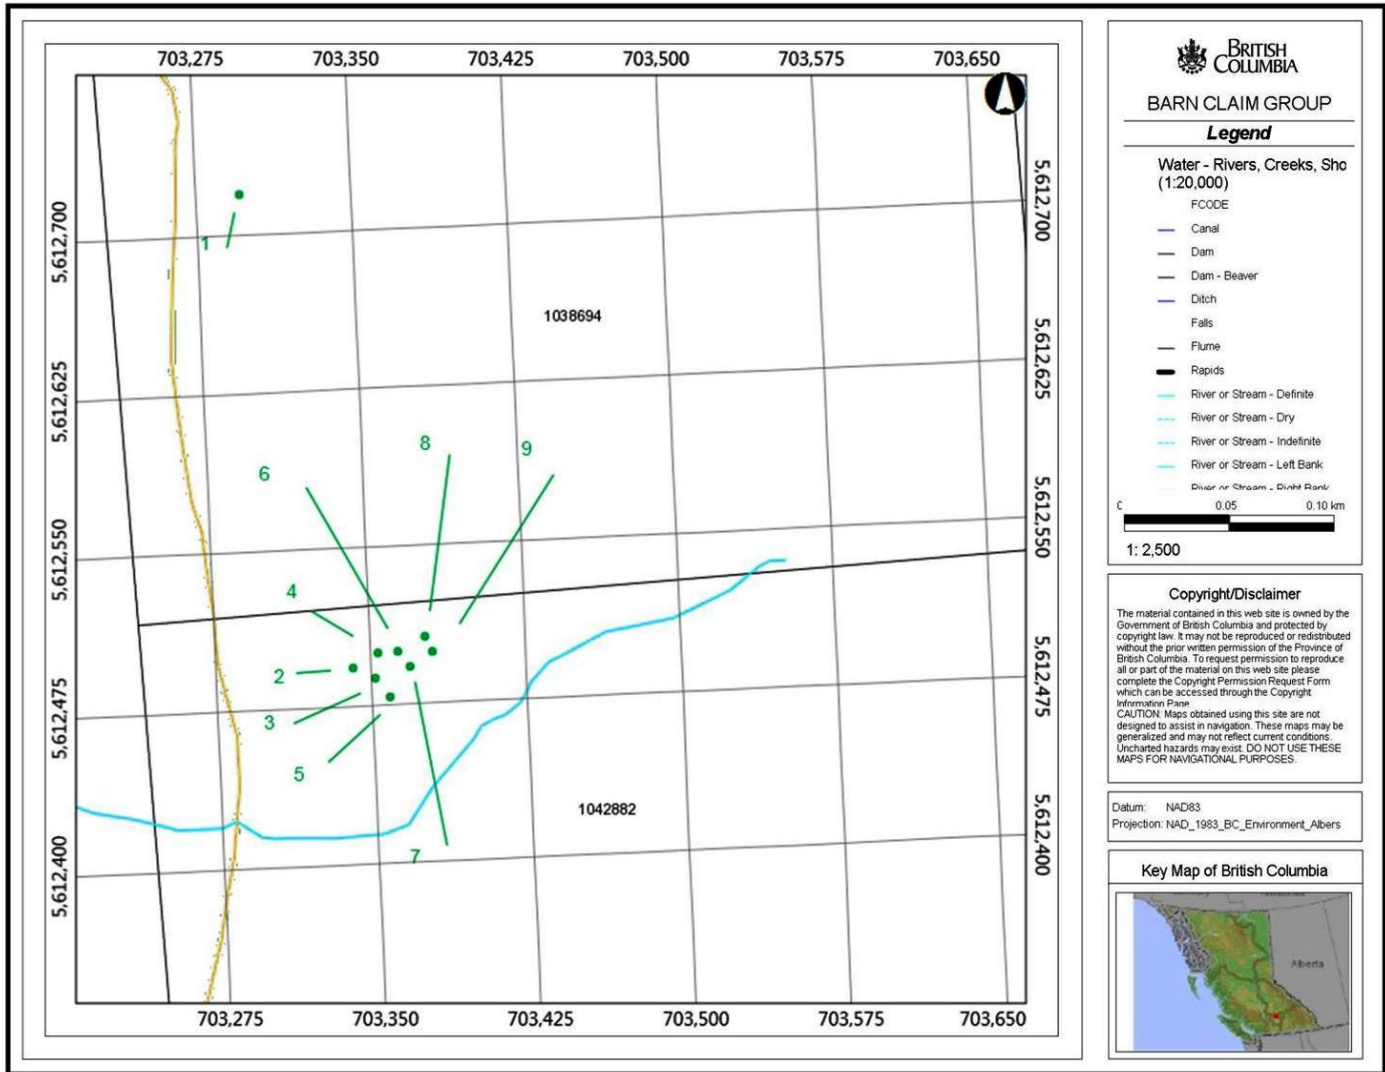 703,275 703,350 703,425 703,500 703,575 703,650
5,612,700 5,612,625 5,612,550 5,612,475 5,612,400
1
1038694
8
9
6
4
2
3
5
7
1042882
5,612,700 5,612,625 5,612,550 5,612,475 5,612,400
703,275 703,350 703,425 703,500 703,575 703,650
BRITISH
COLUMBIA
BARN CLAIM GROUP
Legend
Water - Rivers, Creeks, Sho
(1:20,000)
FCODE
Canal
Dam
Dam - Beaver
Ditch
Falls
Flume
Rapids
River or Stream - Definite
River or Stream - Dry
River or Stream - Indefinite
River or Stream - Left Bank
River or Stream - Right Bank
0.05 0.10 km
1: 2,500
Copyright/Disclaimer
The material contained in this web site is owned by the
Government of British Columbia and protected by
copyright law. It may not be reproduced or redistributed
without the prior written permission of the Province of
British Columbia. To request permission to reproduce
all or part of the material on this web site please
complete the Copyright Permission Request Form
which can be accessed through the Copyright
Information Page.
CAUTION: Maps obtained using this site are not
designed to assist in navigation. These maps may be
generalized and may not reflect current conditions.
Uncharted hazards may exist. DO NOT USE THESE
MAPS FOR NAVIGATIONAL PURPOSES.
Datum: NAD83
Projection: NAD_1983_BC_Environment_Albers
Key Map of British Columbia
Alberta